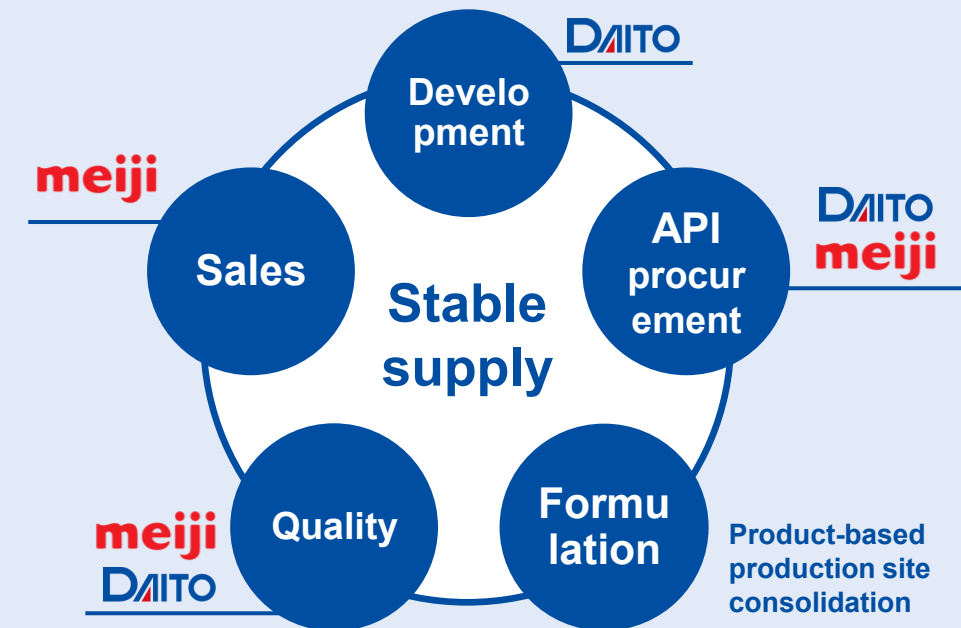 DAITO
Develo
pment
meiji
Sales
API
procur
ement
DAITO
meiji
Stable
supply
meiji
DAITO
Quality
Formu
lation
Product-based
production site
consolidation